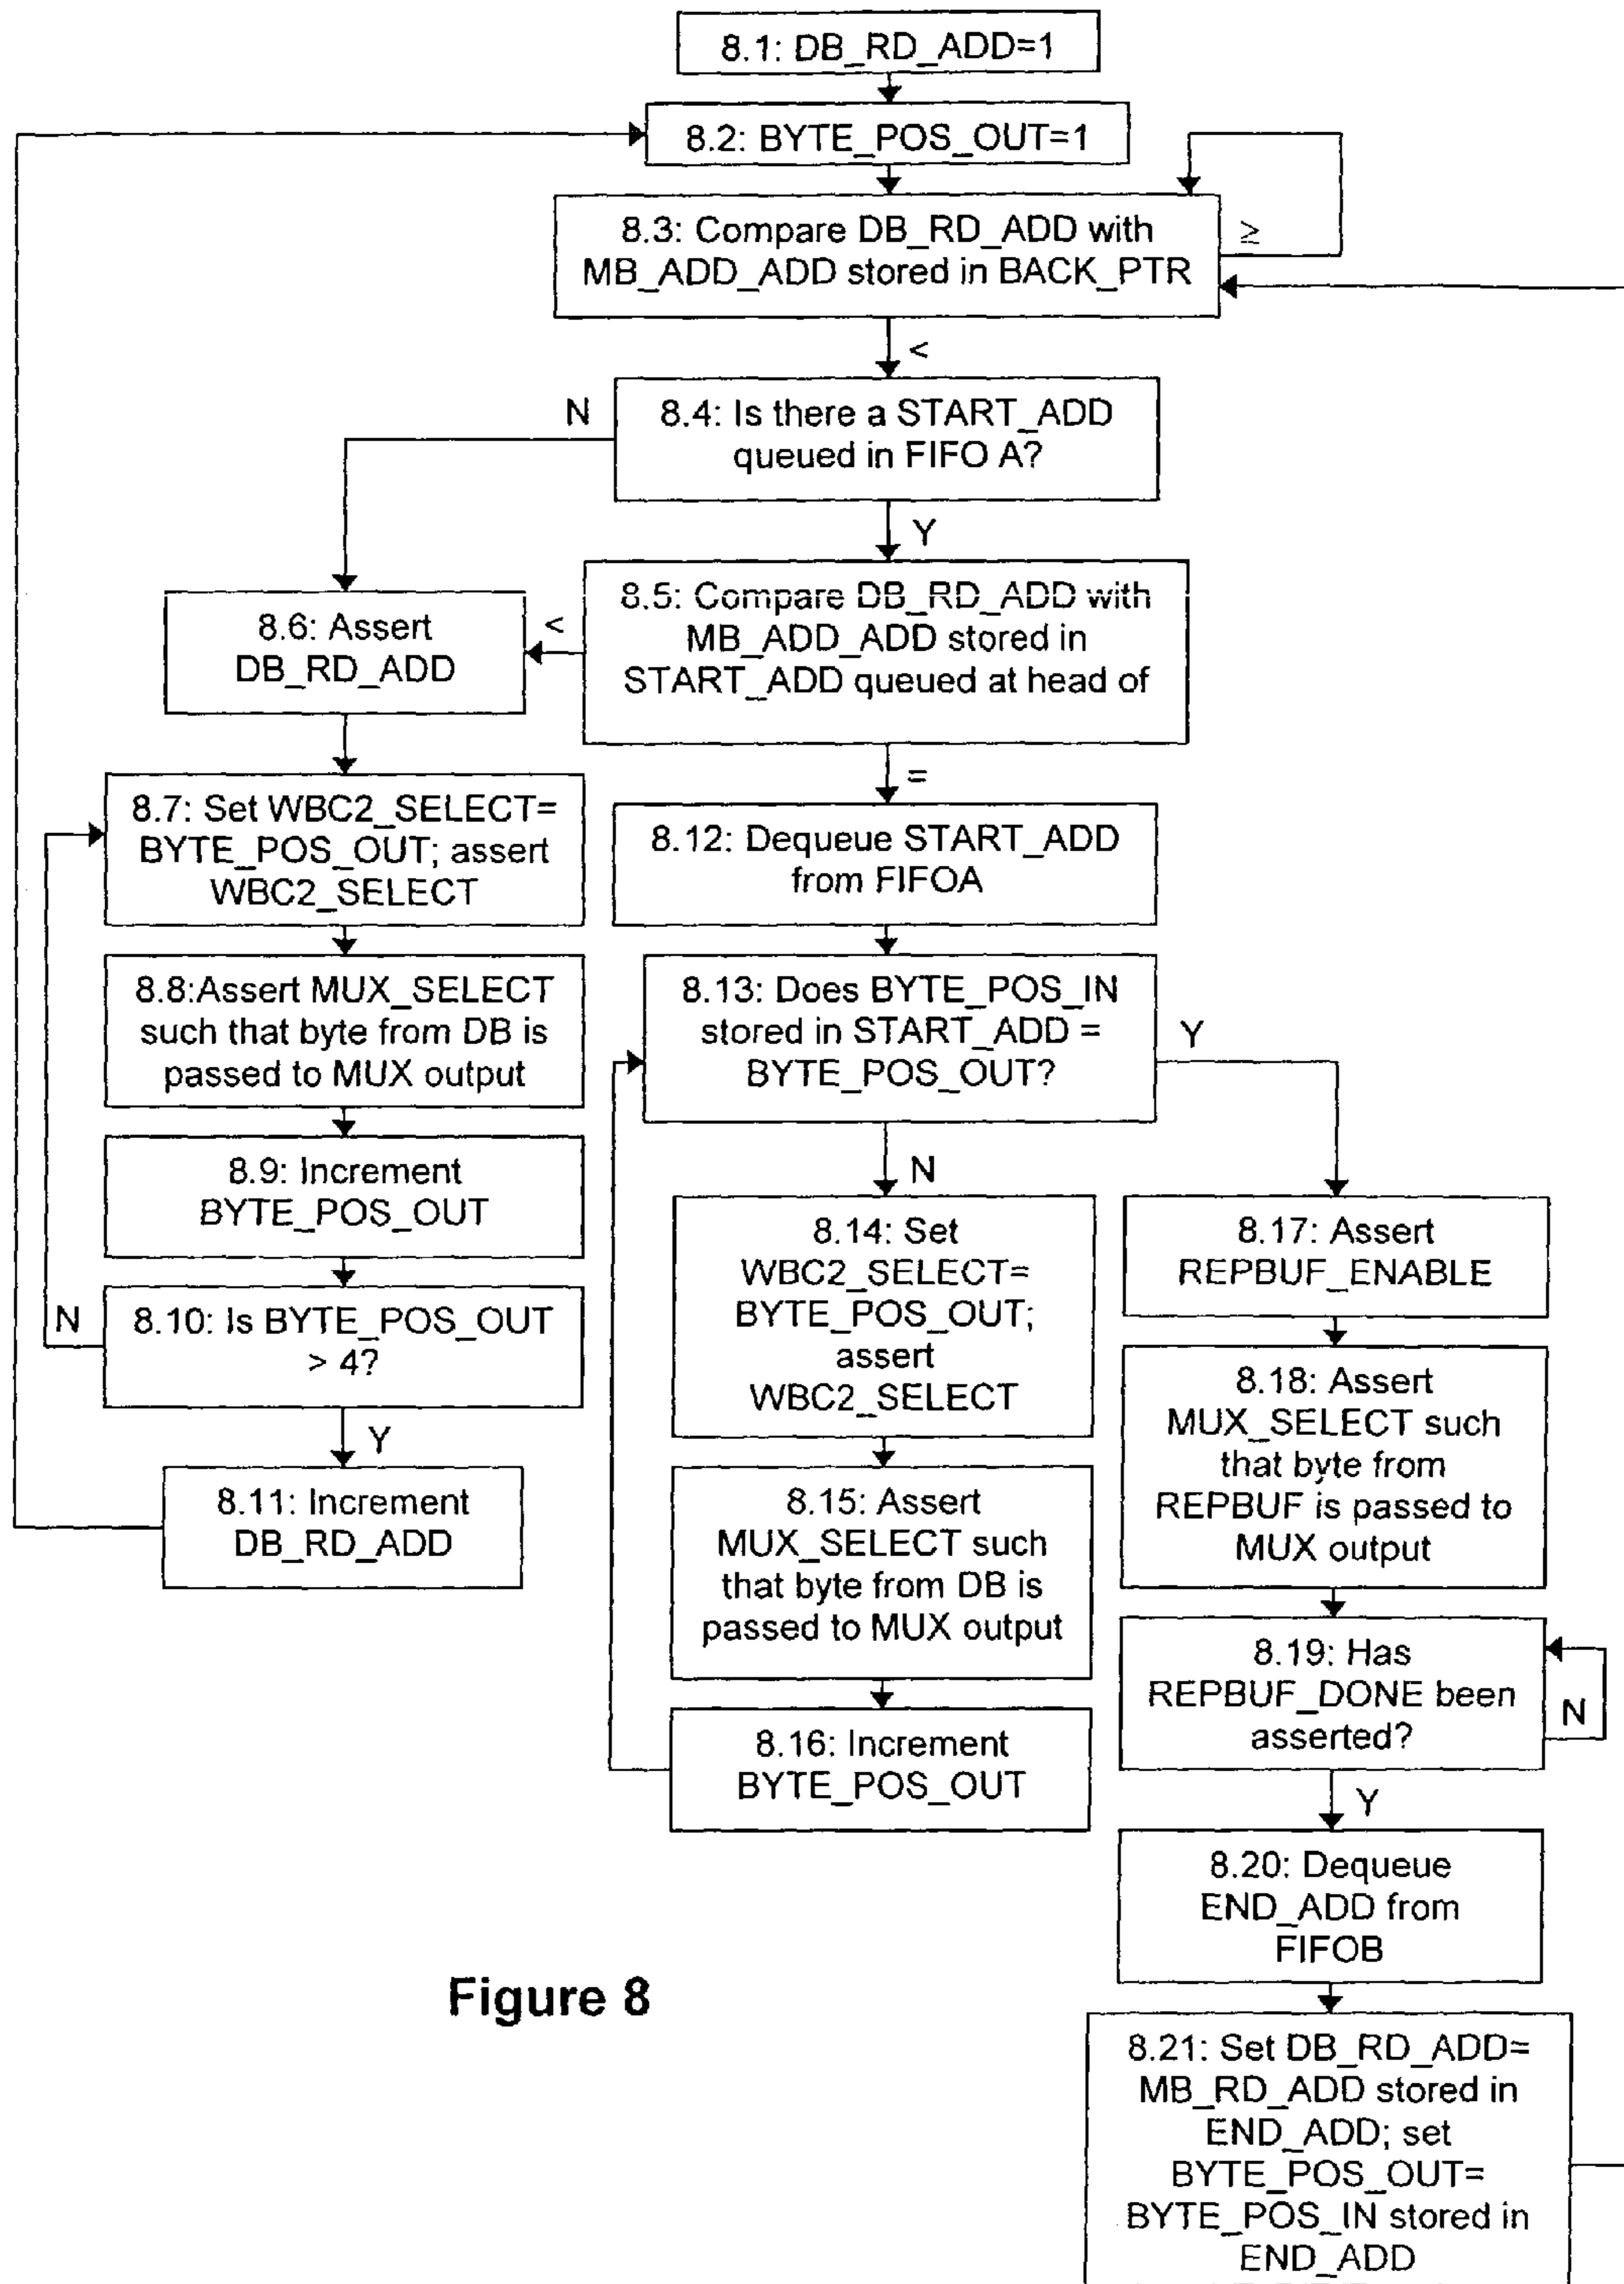 8.1: DB_RD_ADD=1
8.2: BYTE_POS_OUT=1
8.3: Compare DB_RD_ADD with
MB_ADD_ADD stored in BACK_PTR
≥
<
8.4: Is there a START_ADD
queued in FIFO A?
N
Y
8.5: Compare DB_RD_ADD with
MB_ADD_ADD stored in
START_ADD queued at head of
<
=
8.6: Assert
DB_RD_ADD
8.7: Set WBC2_SELECT=
BYTE_POS_OUT; assert
WBC2_SELECT
8.8:Assert MUX_SELECT
such that byte from DB is
passed to MUX output
8.9: Increment
BYTE_POS_OUT
8.10: Is BYTE_POS_OUT
> 4?
N
Y
8.11: Increment
DB_RD_ADD
8.12: Dequeue START_ADD
from FIFOA
8.13: Does BYTE_POS_IN
stored in START_ADD =
BYTE_POS_OUT?
Y
N
8.14: Set
WBC2_SELECT=
BYTE_POS_OUT;
assert
WBC2_SELECT
8.15: Assert
MUX_SELECT such
that byte from DB is
passed to MUX output
8.16: Increment
BYTE_POS_OUT
8.17: Assert
REPBUF_ENABLE
8.18: Assert
MUX_SELECT such
that byte from
REPBUF is passed to
MUX output
8.19: Has
REPBUF_DONE been
asserted?
N
Y
8.20: Dequeue
END_ADD from
FIFOB
8.21: Set DB_RD_ADD=
MB_RD_ADD stored in
END_ADD; set
BYTE_POS_OUT=
BYTE_POS_IN stored in
END_ADD
Figure 8